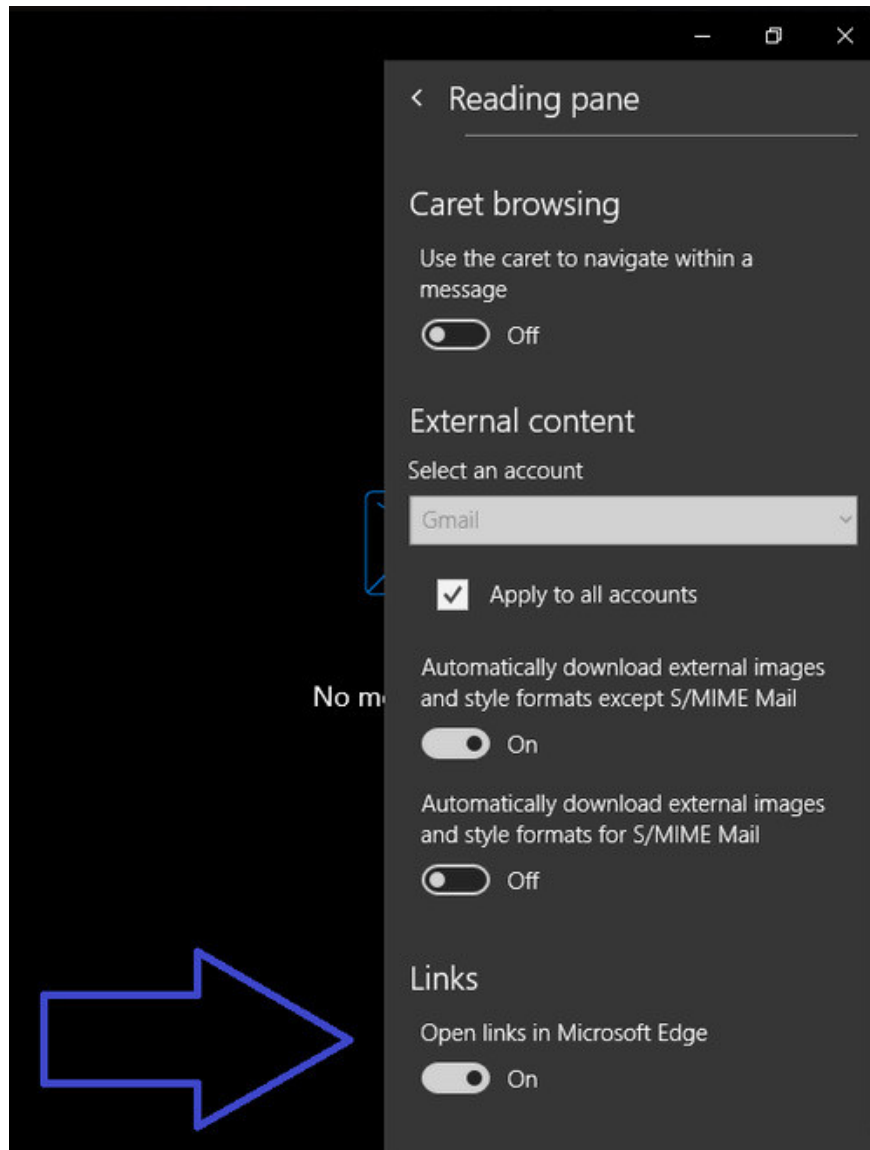 Reading pane
Caret browsing
Use the caret to navigate within a
message
Off
External content
Select an account
Gmail
Apply to all accounts
Automatically download external images
and style formats except S/MIME Mail
No m
On
Automatically download external images
and style formats for S/MIME Mail
Off
Links
Open links in Microsoft Edge
On